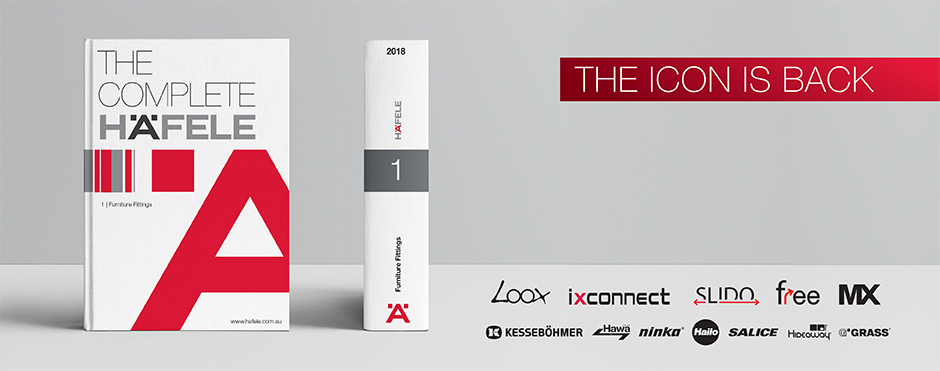 THE
COMPLETE
HÄFELE
1 | Furniture Fittings
Ä
www.hafele.com.au
2018
HÄFELE
1
Furniture Fittings
Ä
THE ICON IS BACK
LOOX ixconnect SLIDO free MX
K KESSEBÖHMER Hawa ninka® Hailo SALICE HIDEAWAY GRASS®